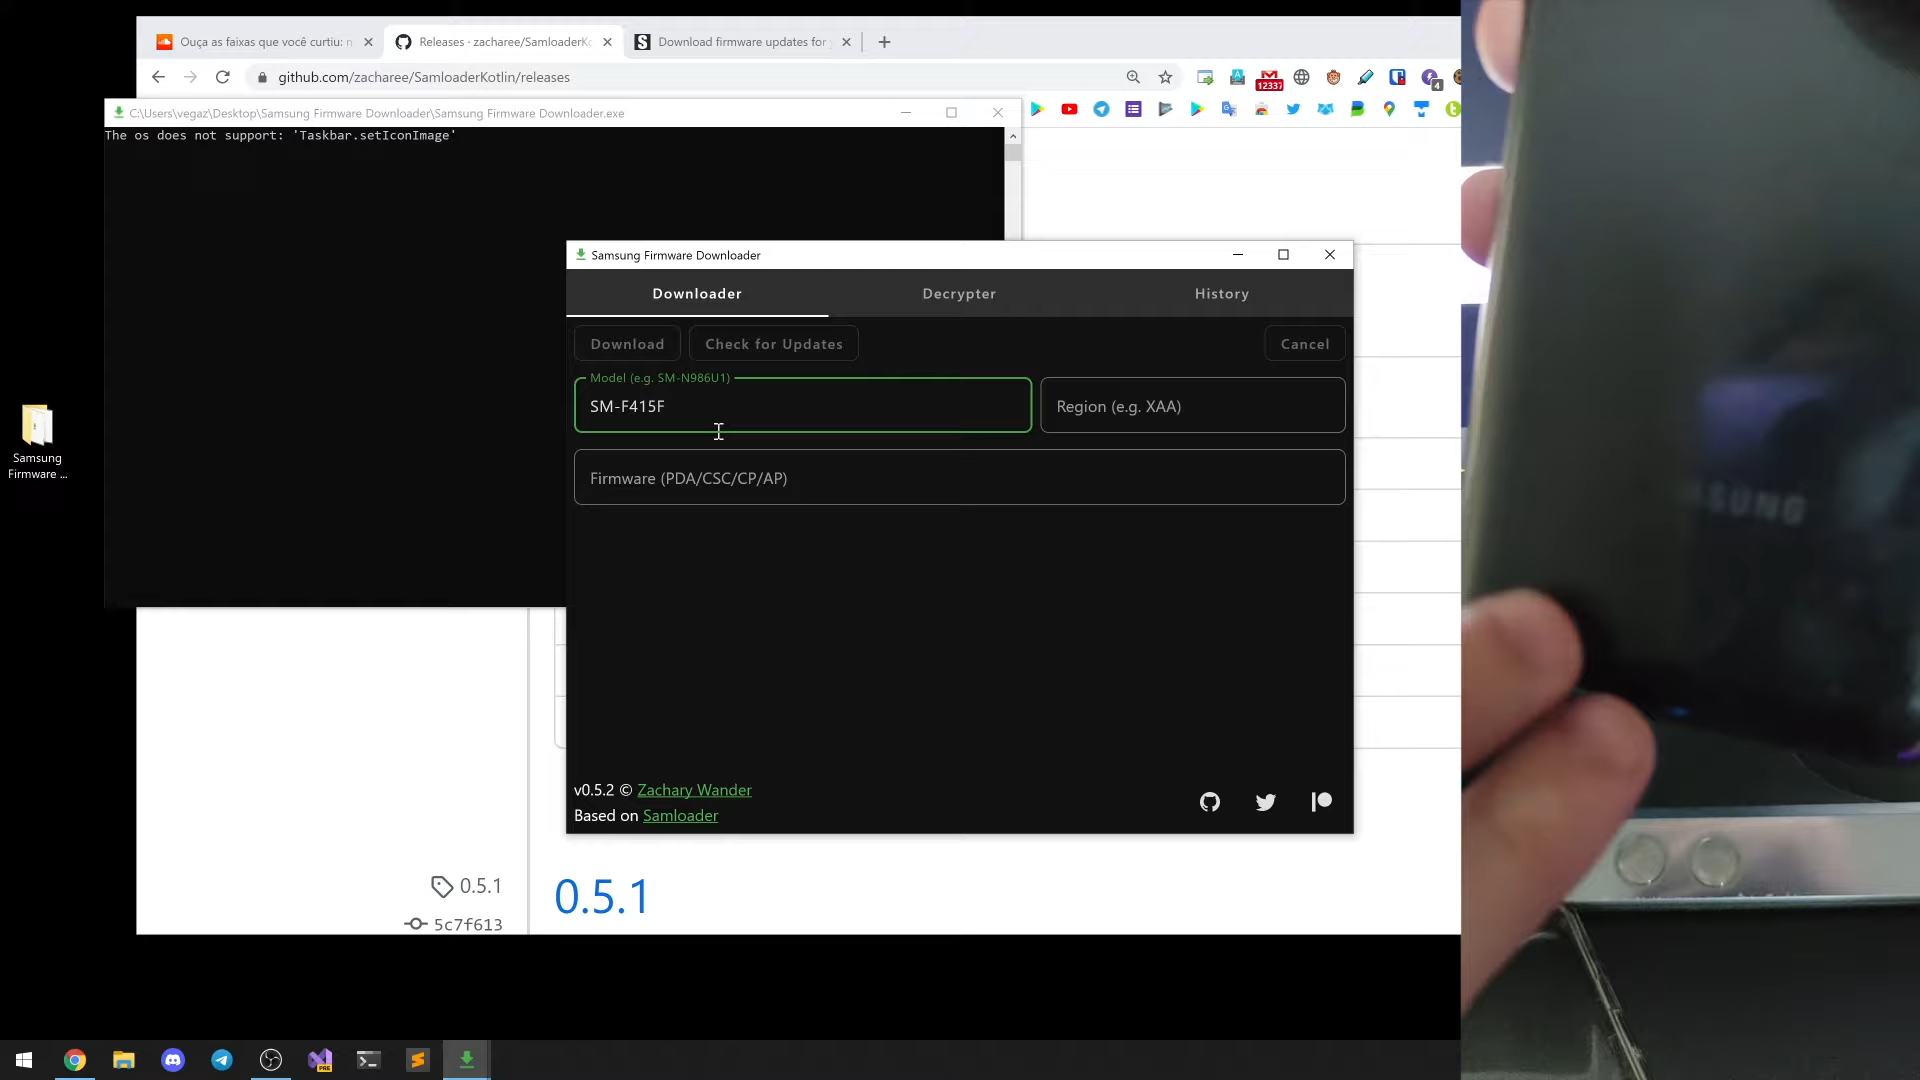 Ouça as faixas que você curtiu: n
Releases · zacharee/SamloaderKo
Download firmware updates for
github.com/zacharee/SamloaderKotlin/releases
12337
4
C:\Users\vegaz\Desktop\Samsung Firmware Downloader\Samsung Firmware Downloader.exe
The os does not support: 'Taskbar.setIconImage'
Samsung Firmware Downloader
Downloader
Decrypter
History
Download
Check for Updates
Cancel
Model (e.g. SM-N986U1)
SM-F415F
Region (e.g. XAA)
Firmware (PDA/CSC/CP/AP)
Samsung
Firmware ...
v0.5.2 © Zachary Wander
Based on Samloader
0.5.1
5c7f613
0.5.1
PRE